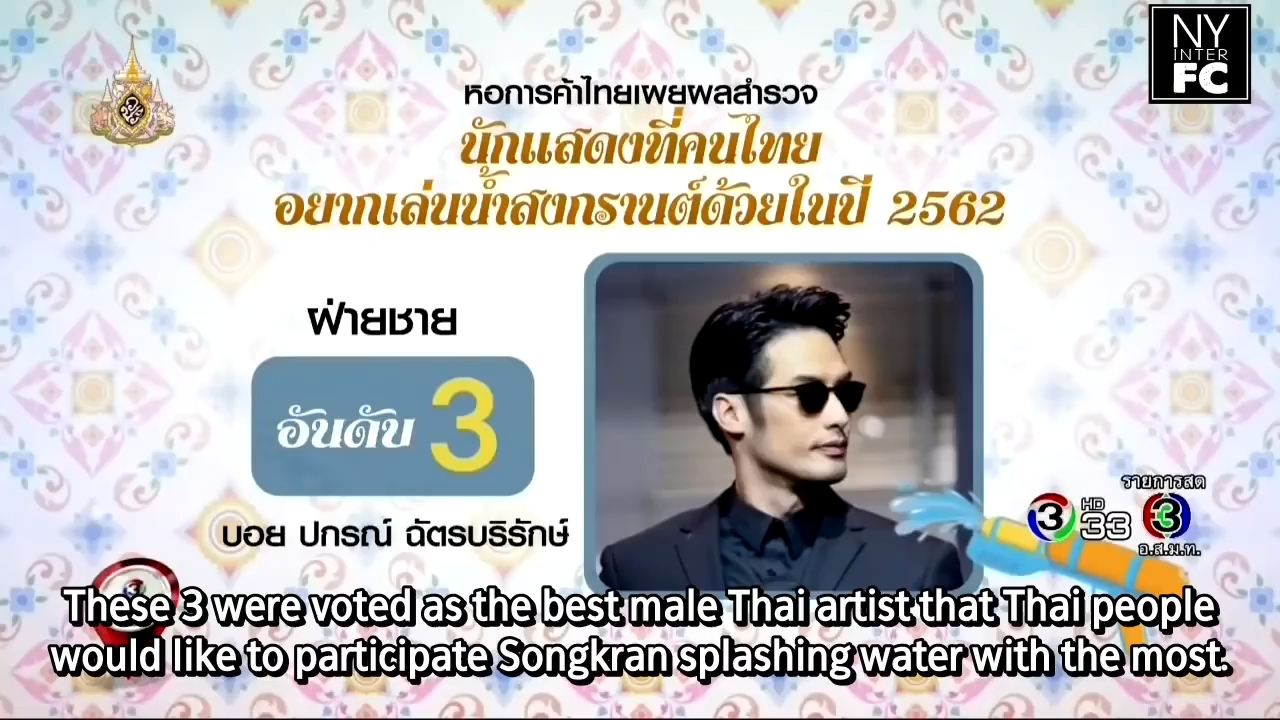 NY
INTER
FC
หอการค้าไทยเผยผลสำรวจ
นักแสดงที่คนไทย
อยากเล่นน้ำสงกรานต์ด้วยในปี 2562
ฝ่ายชาย
อันดับ 3
บอย ปกรณ์ ฉัตรบริรักษ์
รายการสด
3 HD 33 3
อ.ส.ม.ท.
These 3 were voted as the best male Thai artist that Thai people
would like to participate Songkran splashing water with the most.